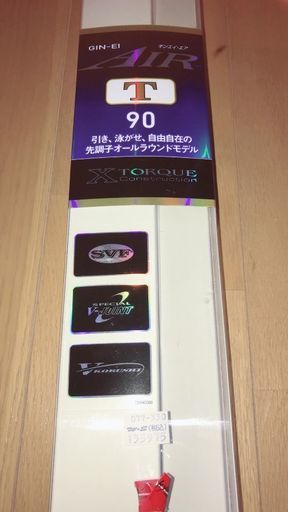 GIN-EI ギンエイ・エア
AIR
T
90
引き、泳がせ、自由自在の
先調子オールラウンドモデル
X TORQUE
Construction
SVF
SPECIAL
V-JOINT
V
077-330